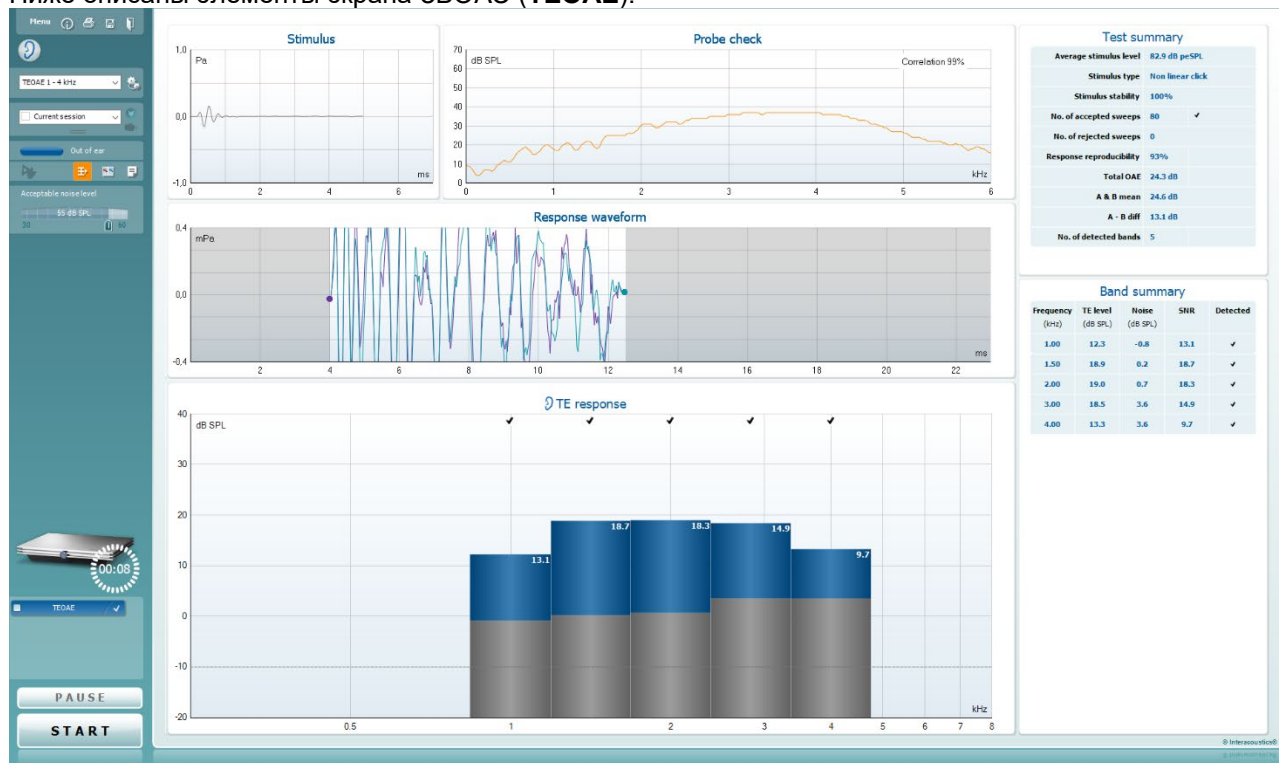 Ниже описаны элементы экрана ЗВОАЭ (TEOAE).
Menu
TEOAE 1 - 4 kHz
Current session
Out of ear
Acceptable noise level
55 dB SPL
30 60
00:08
TEOAE
PAUSE
START
Stimulus
1,0
Pa
0,0
-1,0
ms
0 2 4 6
Probe check
70
dB SPL
Correlation 99%
60
50
40
30
20
10
0
kHz
0 1 2 3 4 5 6
Response waveform
0.4
mPa
0,0
-0,4
ms
2 4 6 8 10 12 14 16 18 20 22
TE response
40
dB SPL
30
20
10
0
-10
-20
13.1 18.7 18.3 14.9 9.7
kHz
0.5 1 2 3 4 5 6 7 8
Test summary
Average stimulus level 82.9 dB peSPL
Stimulus type Non linear click
Stimulus stability 100%
No. of accepted sweeps 80 ✓
No. of rejected sweeps 0
Response reproducibility 93%
Total OAE 24.3 dB
A & B mean 24.6 dB
A - B diff 13.1 dB
No. of detected bands 5
Band summary
Frequency TE level Noise SNR Detected
(kHz) (dB SPL) (dB SPL)
1.00 12.3 -0.8 13.1 ✓
1.50 18.9 0.2 18.7 ✓
2.00 19.0 0.7 18.3 ✓
3.00 18.5 3.6 14.9 ✓
4.00 13.3 3.6 9.7 ✓
® Interacoustics®